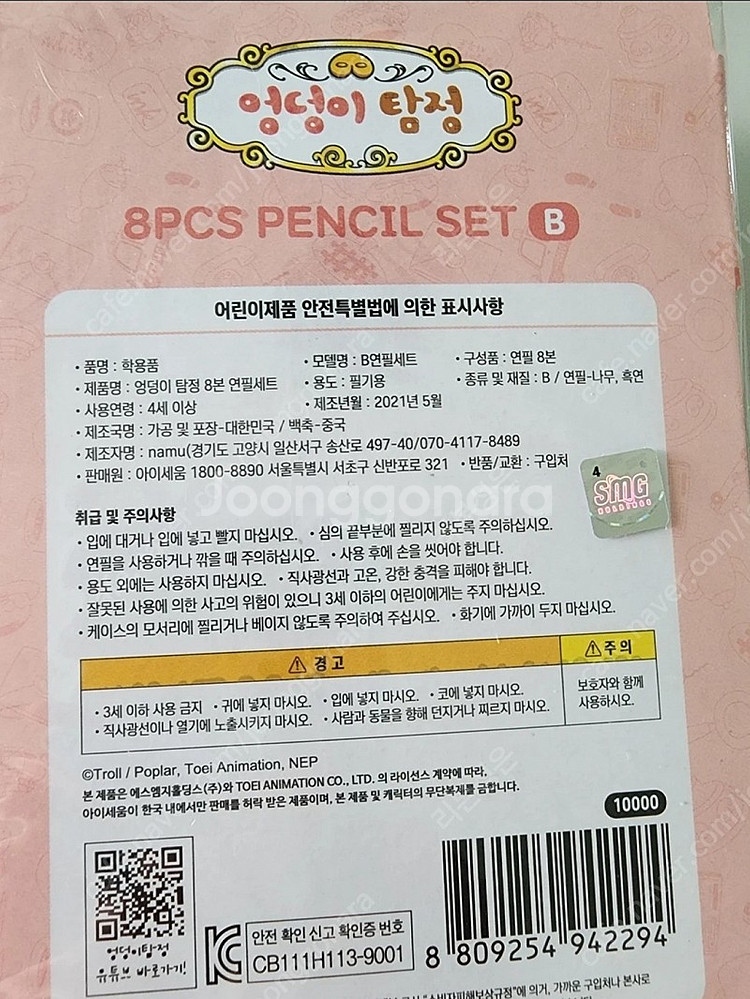 엉덩이 탐정
8PCS PENCIL SET B
어린이제품 안전특별법에 의한 표시사항
• 품명 : 학용품 • 모델명 : B연필세트 • 구성품 : 연필 8본
• 제품명 : 엉덩이 탐정 8본 연필세트 • 용도 : 필기용 • 종류 및 재질 : B / 연필-나무, 흑연
• 사용연령 : 4세 이상 • 제조년월 : 2021년 5월
• 제조국명 : 가공 및 포장-대한민국 / 백축-중국
• 제조자명 : namu(경기도 고양시 일산서구 송산로 497-40/070-4117-8489
• 판매원 : 아이세움 1800-8890 서울특별시 서초구 신반포로 321 • 반품/교환 : 구입처
4
SMG
HOLDINGS
Joonggonara
취급 및 주의사항
• 입에 대거나 입에 넣고 빨지 마십시오. • 심의 끝부분에 찔리지 않도록 주의하십시오.
• 연필을 사용하거나 깎을 때 주의하십시오. • 사용 후에 손을 씻어야 합니다.
• 용도 외에는 사용하지 마십시오. • 직사광선과 고온, 강한 충격을 피해야 합니다.
• 잘못된 사용에 의한 사고의 위험이 있으니 3세 이하의 어린이에게는 주지 마십시오.
• 케이스의 모서리에 찔리거나 베이지 않도록 주의하여 주십시오. • 화기에 가까이 두지 마십시오.
⚠ 경고
⚠ 주의
• 3세 이하 사용 금지 • 귀에 넣지 마시오. • 입에 넣지 마시오. • 코에 넣지 마시오.
• 직사광선이나 열기에 노출시키지 마시오. • 사람과 동물을 향해 던지거나 찌르지 마시오.
보호자와 함께
사용하시오.
©Troll / Poplar, Toei Animation, NEP
본 제품은 에스엠지홀딩스(주)와 TOEI ANIMATION CO., LTD. 의 라이선스 계약에 따라,
아이세움이 한국 내에서만 판매를 허락 받은 제품이며, 본 제품 및 캐릭터의 무단복제를 금합니다.
10000
엉덩이탐정
유튜브 바로가기!
안전 확인 신고 확인증 번호
CB111H113-9001
8 809254 942294
"소비자피해보상규정"에 의거, 가까운 구입처나 본사로